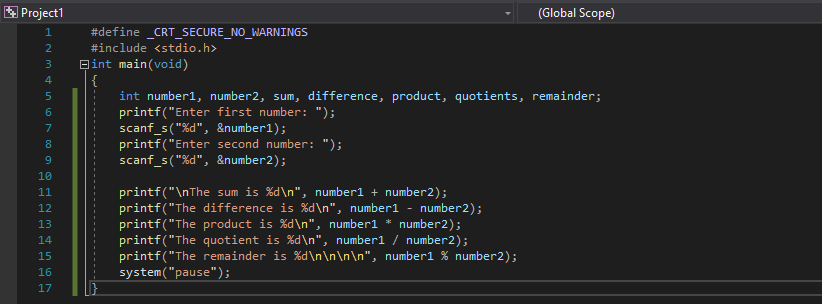 Project1 (Global Scope)
1 #define _CRT_SECURE_NO_WARNINGS
2 #include <stdio.h>
3 int main(void)
4 {
5 int number1, number2, sum, difference, product, quotients, remainder;
6 printf("Enter first number: ");
7 scanf_s("%d", &number1);
8 printf("Enter second number: ");
9 scanf_s("%d", &number2);
10
11 printf("\nThe sum is %d\n", number1 + number2);
12 printf("The difference is %d\n", number1 - number2);
13 printf("The product is %d\n", number1 * number2);
14 printf("The quotient is %d\n", number1 / number2);
15 printf("The remainder is %d\n\n\n\n", number1 % number2);
16 system("pause");
17 }